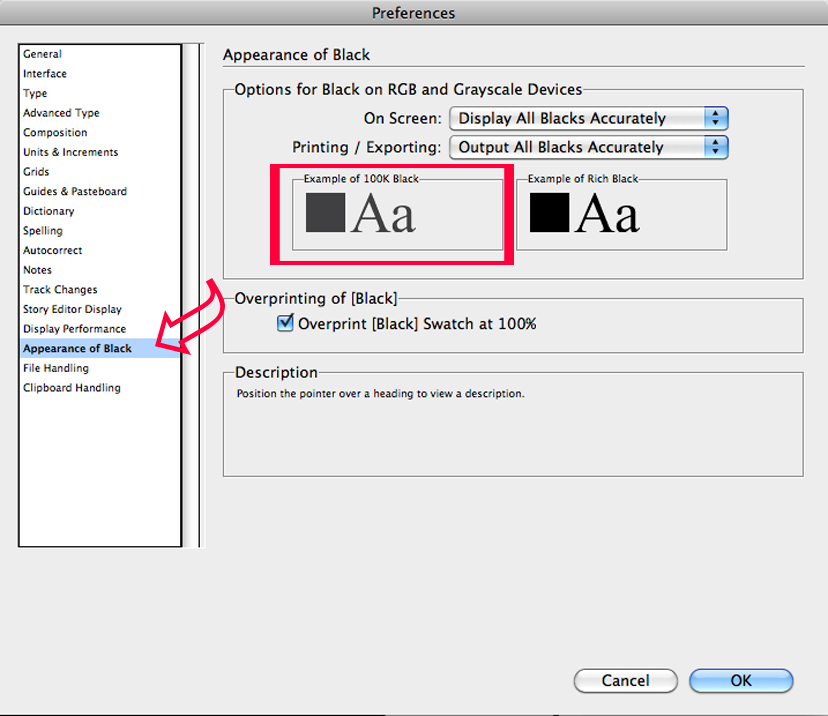 Preferences
General
Interface
Type
Advanced Type
Composition
Units & Increments
Grids
Guides & Pasteboard
Dictionary
Spelling
Autocorrect
Notes
Track Changes
Story Editor Display
Display Performance
Appearance of Black
File Handling
Clipboard Handling
Appearance of Black
Options for Black on RGB and Grayscale Devices
On Screen: Display All Blacks Accurately
Printing / Exporting: Output All Blacks Accurately
Example of 100K Black
Aa
Example of Rich Black
Aa
Overprinting of [Black]
Overprint [Black] Swatch at 100%
Description
Position the pointer over a heading to view a description.
Cancel
OK